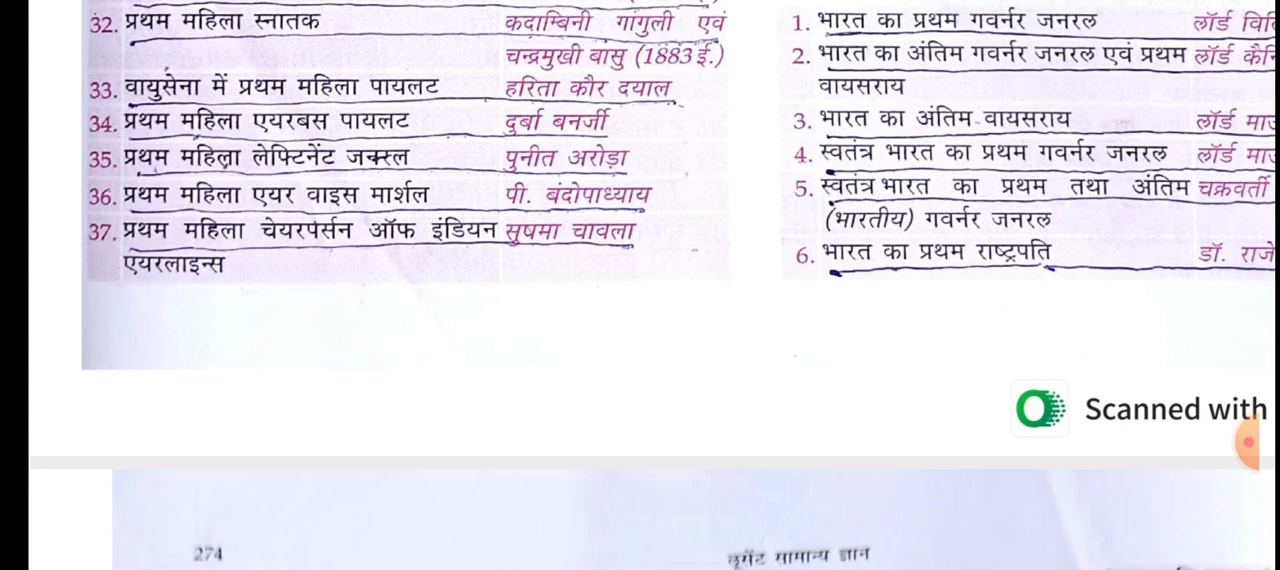 32. प्रथम महिला स्नातक कदाम्बिनी गांगुली एवं
चन्द्रमुखी बासु (1883 ई.)
33. वायुसेना में प्रथम महिला पायलट हरिता कौर दयाल
34. प्रथम महिला एयरबस पायलट दुर्बा बनर्जी
35. प्रथम महिला लेफ्टिनेंट जनरल पुनीत अरोड़ा
36. प्रथम महिला एयर वाइस मार्शल पी. बंदोपाध्याय
37. प्रथम महिला चेयरपर्सन ऑफ इंडियन सुषमा चावला
एयरलाइन्स
1. भारत का प्रथम गवर्नर जनरल लॉर्ड
2. भारत का अंतिम गवर्नर जनरल एवं प्रथम लॉर्ड
वायसराय
3. भारत का अंतिम वायसराय लॉर्ड
4. स्वतंत्र भारत का प्रथम गवर्नर जनरल लॉर्ड
5. स्वतंत्र भारत का प्रथम तथा अंतिम चक्रवर्ती
(भारतीय) गवर्नर जनरल
6. भारत का प्रथम राष्ट्रपति डॉ.
Scanned with
274 लूसेंट सामान्य ज्ञान